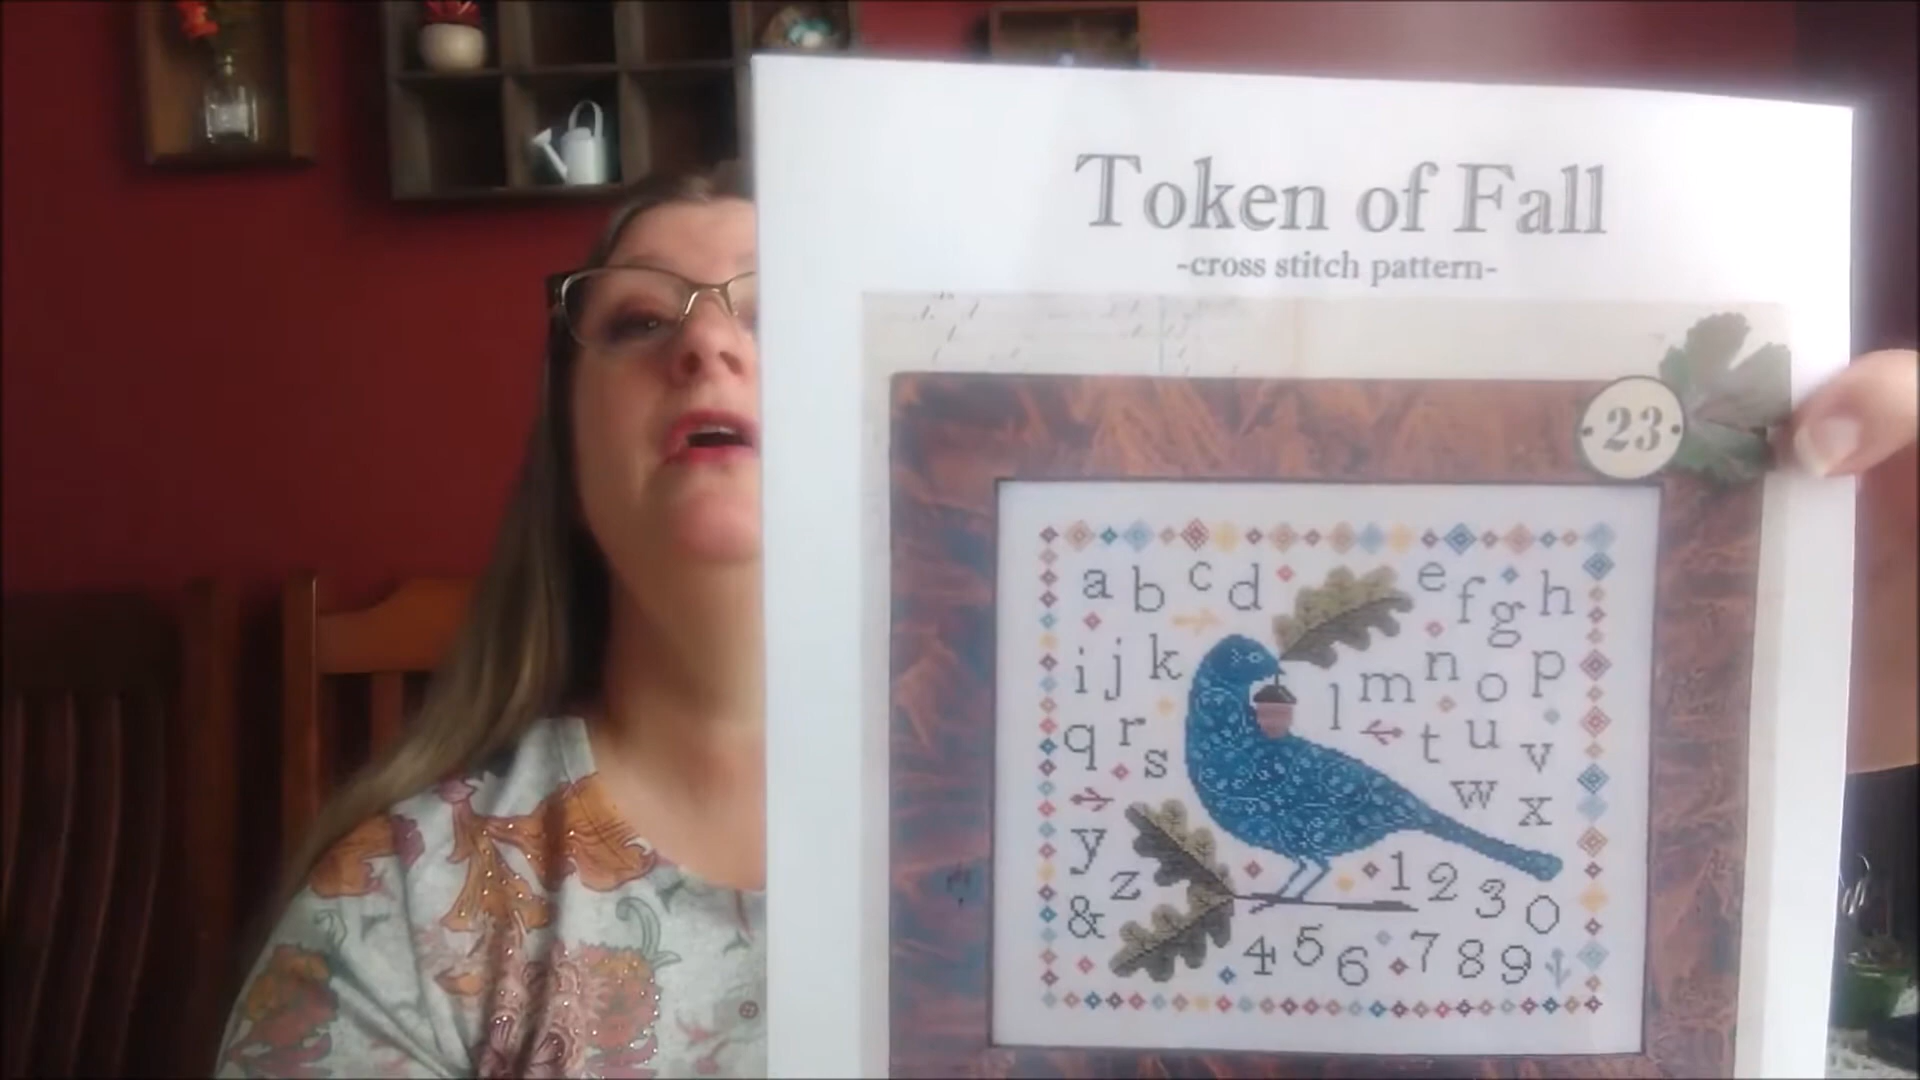 Token of Fall
-cross stitch pattern-
23
a b c d e f g h
i j k l m n o p
q r s t u v
w x
y z 1 2 3 0
& 4 5 6 7 8 9